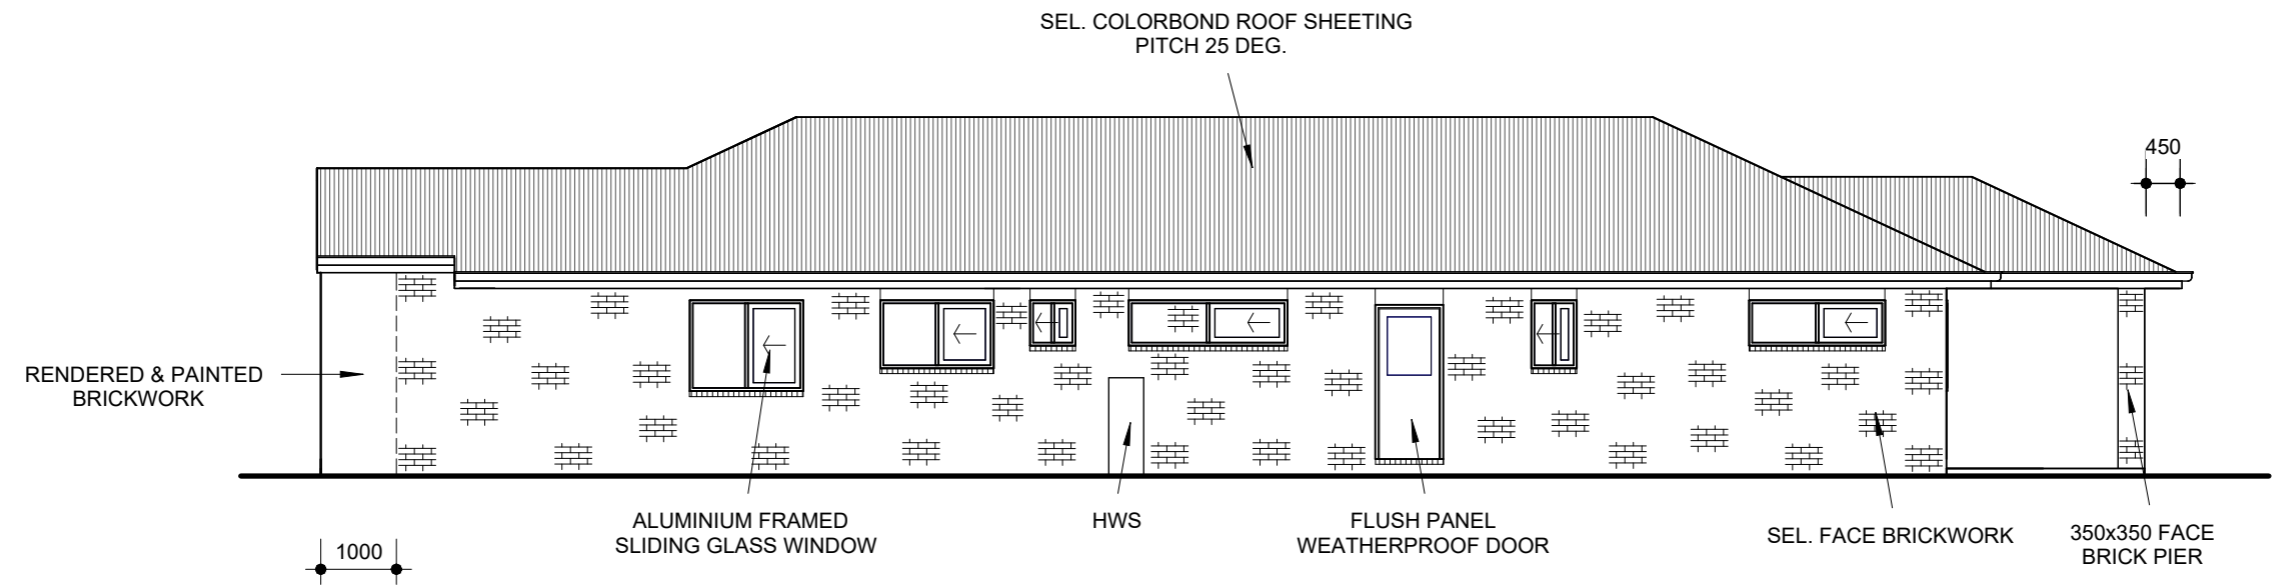 SEL. COLORBOND ROOF SHEETING
PITCH 25 DEG.
450
RENDERED & PAINTED
BRICKWORK
1000
ALUMINIUM FRAMED
SLIDING GLASS WINDOW
HWS
FLUSH PANEL
WEATHERPROOF DOOR
SEL. FACE BRICKWORK
350x350 FACE
BRICK PIER